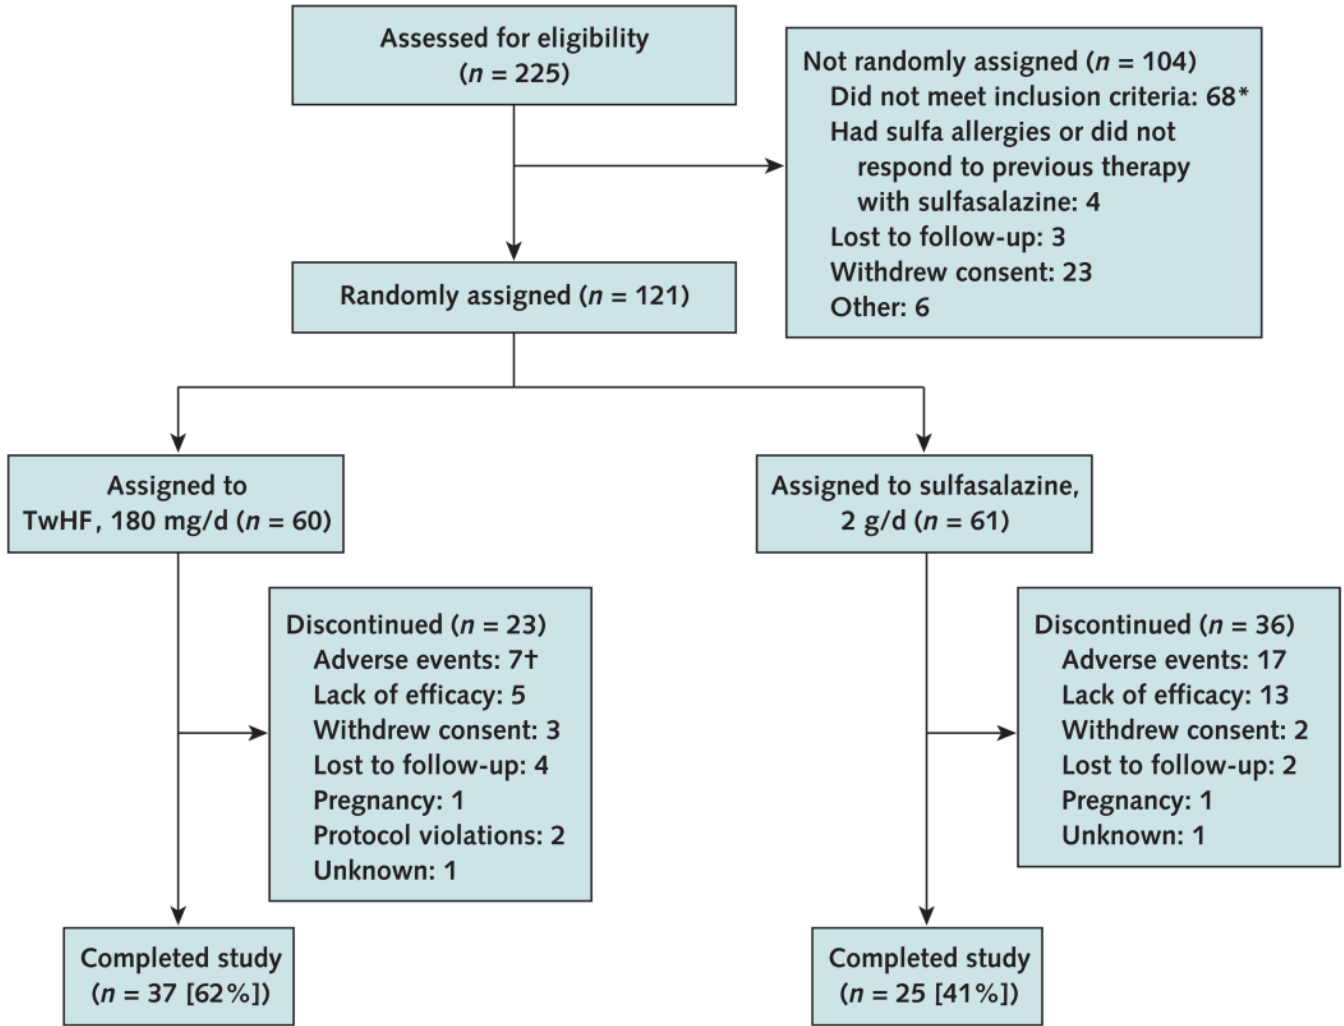 Assessed for eligibility
(n = 225)
Not randomly assigned (n = 104)
Did not meet inclusion criteria: 68*
Had sulfa allergies or did not
respond to previous therapy
with sulfasalazine: 4
Lost to follow-up: 3
Withdrew consent: 23
Other: 6
Randomly assigned (n = 121)
Assigned to
TwHF, 180 mg/d (n = 60)
Assigned to sulfasalazine,
2 g/d (n = 61)
Discontinued (n = 23)
Adverse events: 7†
Lack of efficacy: 5
Withdrew consent: 3
Lost to follow-up: 4
Pregnancy: 1
Protocol violations: 2
Unknown: 1
Discontinued (n = 36)
Adverse events: 17
Lack of efficacy: 13
Withdrew consent: 2
Lost to follow-up: 2
Pregnancy: 1
Unknown: 1
Completed study
(n = 37 [62%])
Completed study
(n = 25 [41%])